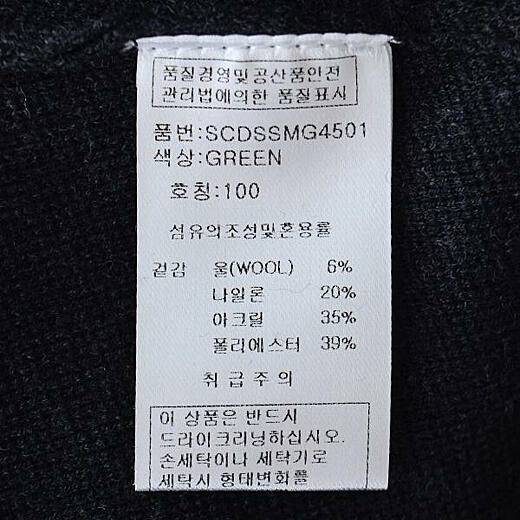 품질경영및공산품안전
관리법에의한 품질표시
품번:SCDSSMG4501
색상:GREEN
호칭:100
섬유의조성및혼용률
겉감 울(WOOL) 6%
나일론 20%
아크릴 35%
폴리에스터 39%
취급주의
이 상품은 반드시
드라이크리닝하십시오.
손세탁이나 세탁기로
세탁시 형태변화를